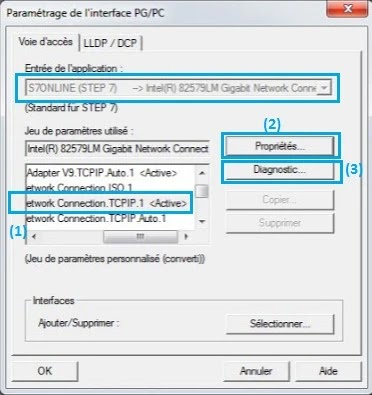 Paramétrage de l'interface PG/PC
Voie d'accès
LLDP / DCP
Entrée de l'application :
S7ONLINE (STEP 7) --> Intel(R) 82579LM Gigabit Network Conne
(Standard für STEP 7)
Jeu de paramètres utilisé :
(2)
Intel(R) 82579LM Gigabit Network Connect
Propriétés...
Adapter V9.TCPIP.Auto.1 <Active>
Diagnostic...
(3)
etwork Connection.ISO.1
etwork Connection.TCPIP.1 <Active>
Copier...
etwork Connection.TCPIP.Auto.1
Supprimer
(1)
(Jeu de paramètres personnalisé (converti))
Interfaces
Ajouter/Supprimer :
Sélectionner...
OK
Annuler
Aide